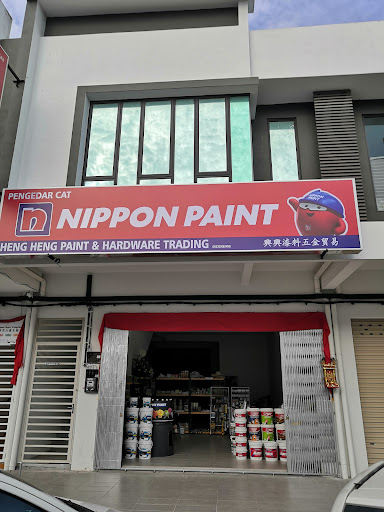 PENGEDAR CAT
n NIPPON PAINT
HENG HENG PAINT & HARDWARE TRADING
興興漆料五金貿易